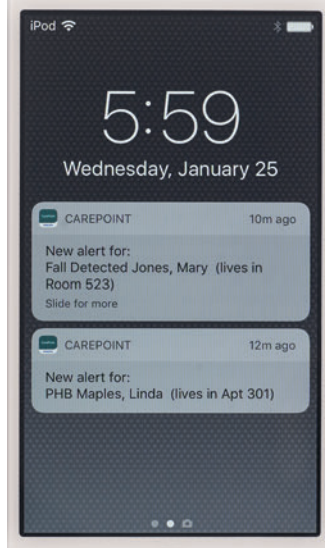 iPod
5:59
Wednesday, January 25
CAREPOINT 10m ago
New alert for:
Fall Detected Jones, Mary (lives in
Room 523)
Slide for more
CAREPOINT 12m ago
New alert for:
PHB Maples, Linda (lives in Apt 301)